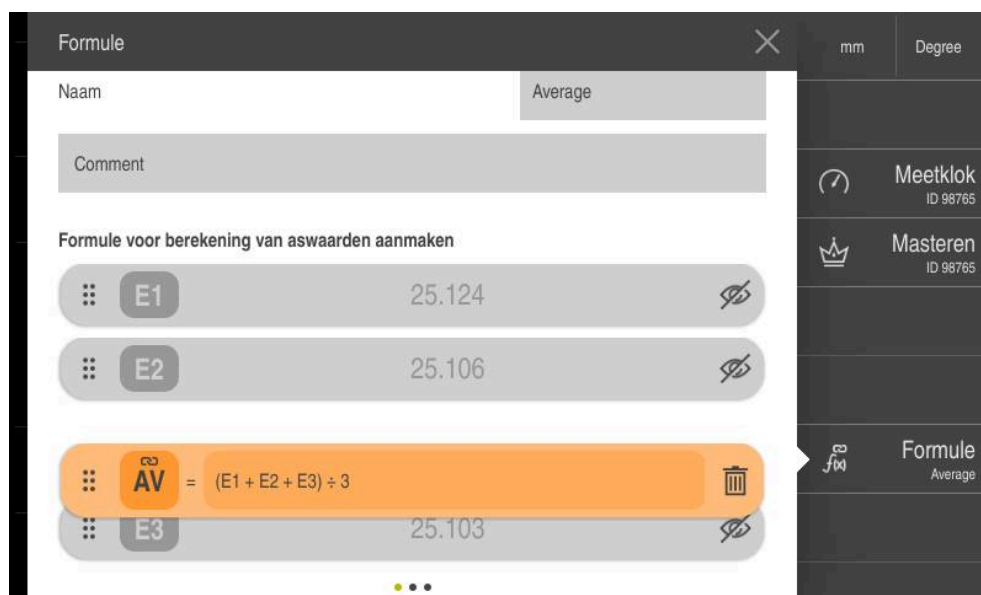 Formule
mm
Degree
Naam
Average
Comment
Meetklok
ID 98765
Masteren
ID 98765
Formule voor berekening van aswaarden aanmaken
E1 25.124
E2 25.106
AV = (E1 + E2 + E3) ÷ 3
E3 25.103
f(x) Formule
Average